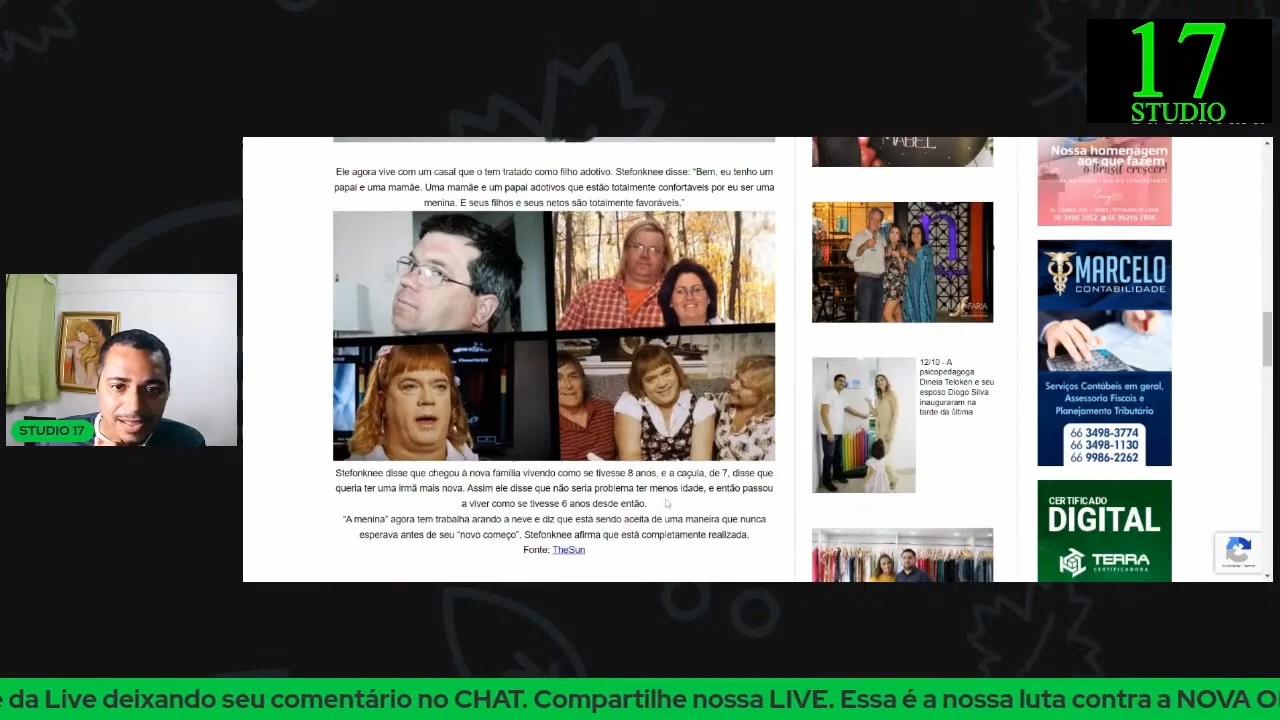 17
STUDIO
Ele agora vive com um casal que o tem tratado como filho adotivo. Stefonknee disse: “Bem, eu tenho um
papai e uma mamãe. Uma mamãe e um papai adotivos que estão totalmente confortáveis por eu ser uma
menina. E seus filhos e seus netos são totalmente favoráveis.”
Stefonknee disse que chegou à nova família vivendo como se tivesse 8 anos, e a caçula, de 7, disse que
queria ter uma irmã mais nova. Assim ele disse que não seria problema ter menos idade, e então passou
a viver como se tivesse 6 anos desde então.
“A menina” agora tem trabalha arando a neve e diz que está sendo aceita de uma maneira que nunca
esperava antes de seu “novo começo”. Stefonknee afirma que está completamente realizada.
Fonte: TheSun
MABEL
12/10 - A
psicopedagoga
Dineia Teloken e seu
esposo Diogo Silva
inauguraram na
tarde da última
Nossa homenagem
aos que fazem
o Brasil crescer!
66 3498 3052 66 99216 7995
MARCELO
CONTABILIDADE
Serviços Contábeis em geral,
Assessoria Fiscais e
Planejamento Tributário
66 3498-3774
66 3498-1130
66 9986-2262
CERTIFICADO
DIGITAL
TERRA
CERTIFICADORA
STUDIO 17
da Live deixando seu comentário no CHAT. Compartilhe nossa LIVE. Essa é a nossa luta contra a NOVA